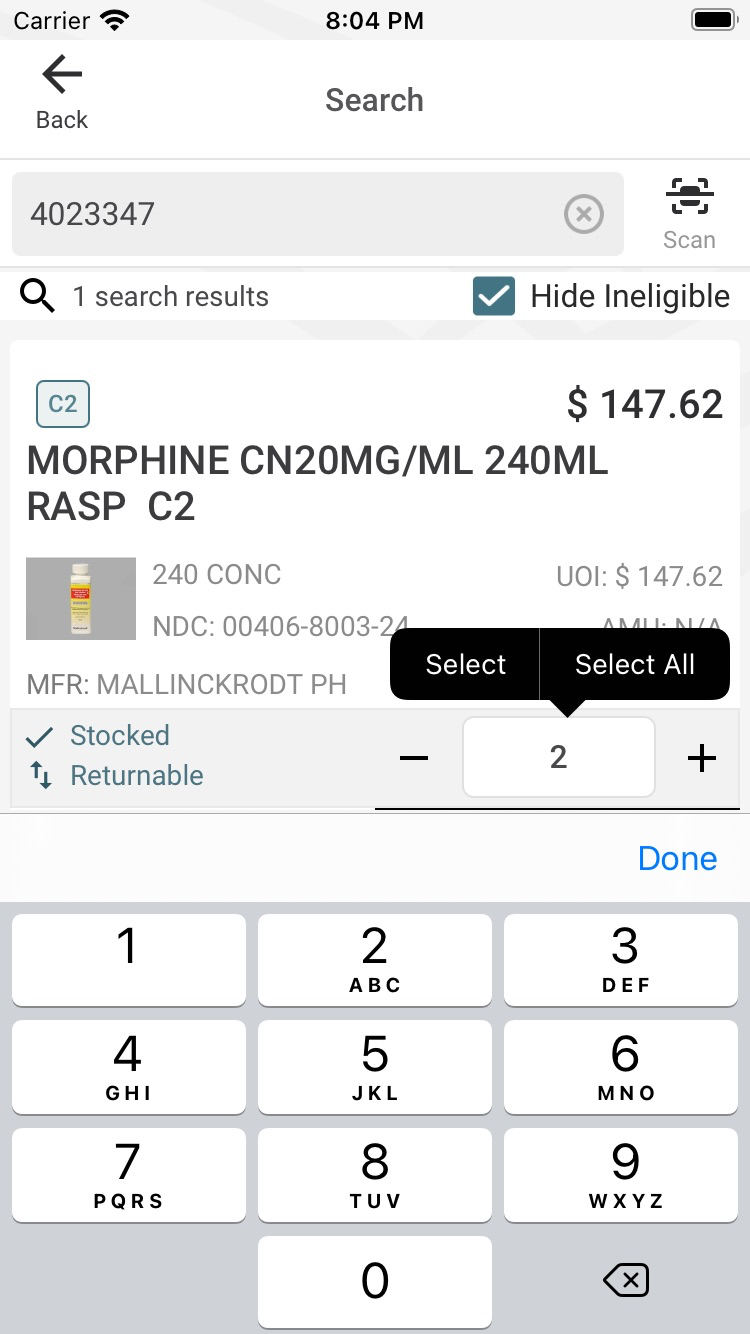 Carrier 8:04 PM
Back
Search
4023347
Scan
1 search results Hide Ineligible
C2 $ 147.62
MORPHINE CN20MG/ML 240ML
RASP C2
240 CONC UOI: $ 147.62
NDC: 00406-8003-24 AMU: N/A
Select Select All
MFR: MALLINCKRODT PH
Stocked
2
Returnable
Done
1 2 3
ABC DEF
4 5 6
GHI JKL MNO
7 8 9
PQRS TUV WXYZ
0